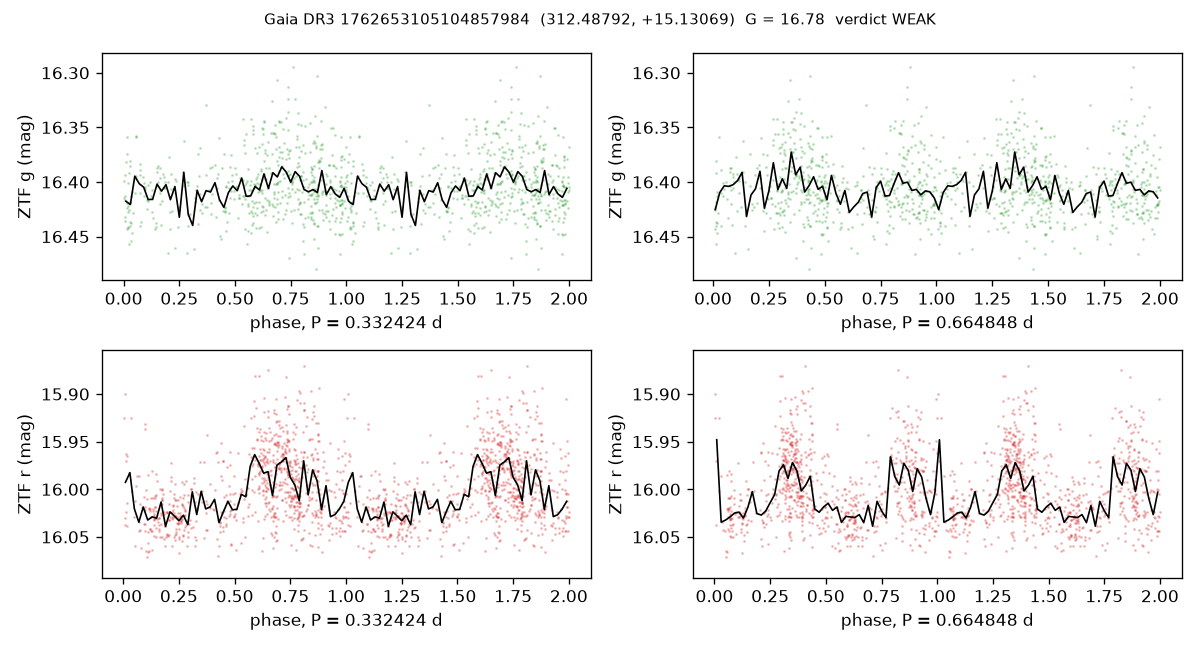 Gaia DR3 1762653105104857984  (312.48792, +15.13069)  G = 16.78  verdict WEAK
16.30
16.35
16.40
16.45
ZTF g (mag)
0.00 0.25 0.50 0.75 1.00 1.25 1.50 1.75 2.00
phase, P = 0.332424 d
16.30
16.35
16.40
16.45
ZTF g (mag)
0.00 0.25 0.50 0.75 1.00 1.25 1.50 1.75 2.00
phase, P = 0.664848 d
15.90
15.95
16.00
16.05
ZTF r (mag)
0.00 0.25 0.50 0.75 1.00 1.25 1.50 1.75 2.00
phase, P = 0.332424 d
15.90
15.95
16.00
16.05
ZTF r (mag)
0.00 0.25 0.50 0.75 1.00 1.25 1.50 1.75 2.00
phase, P = 0.664848 d